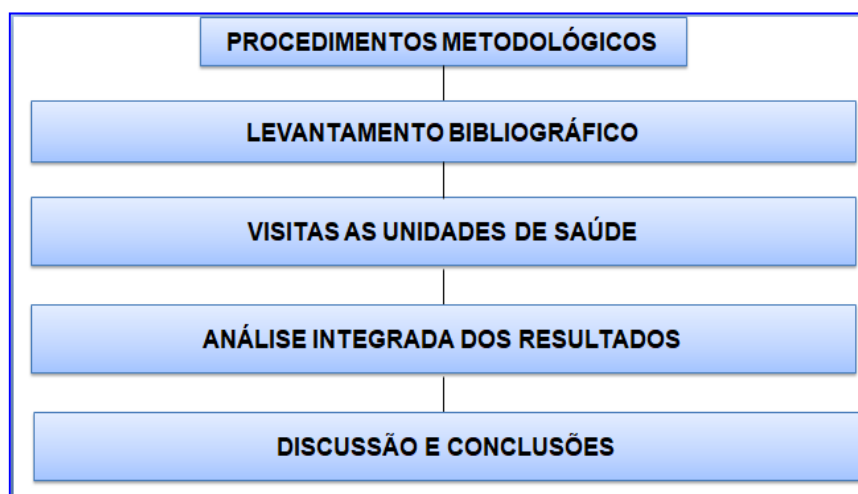 PROCEDIMENTOS METODOLÓGICOS
LEVANTAMENTO BIBLIOGRÁFICO
VISITAS AS UNIDADES DE SAÚDE
ANÁLISE INTEGRADA DOS RESULTADOS
DISCUSSÃO E CONCLUSÕES